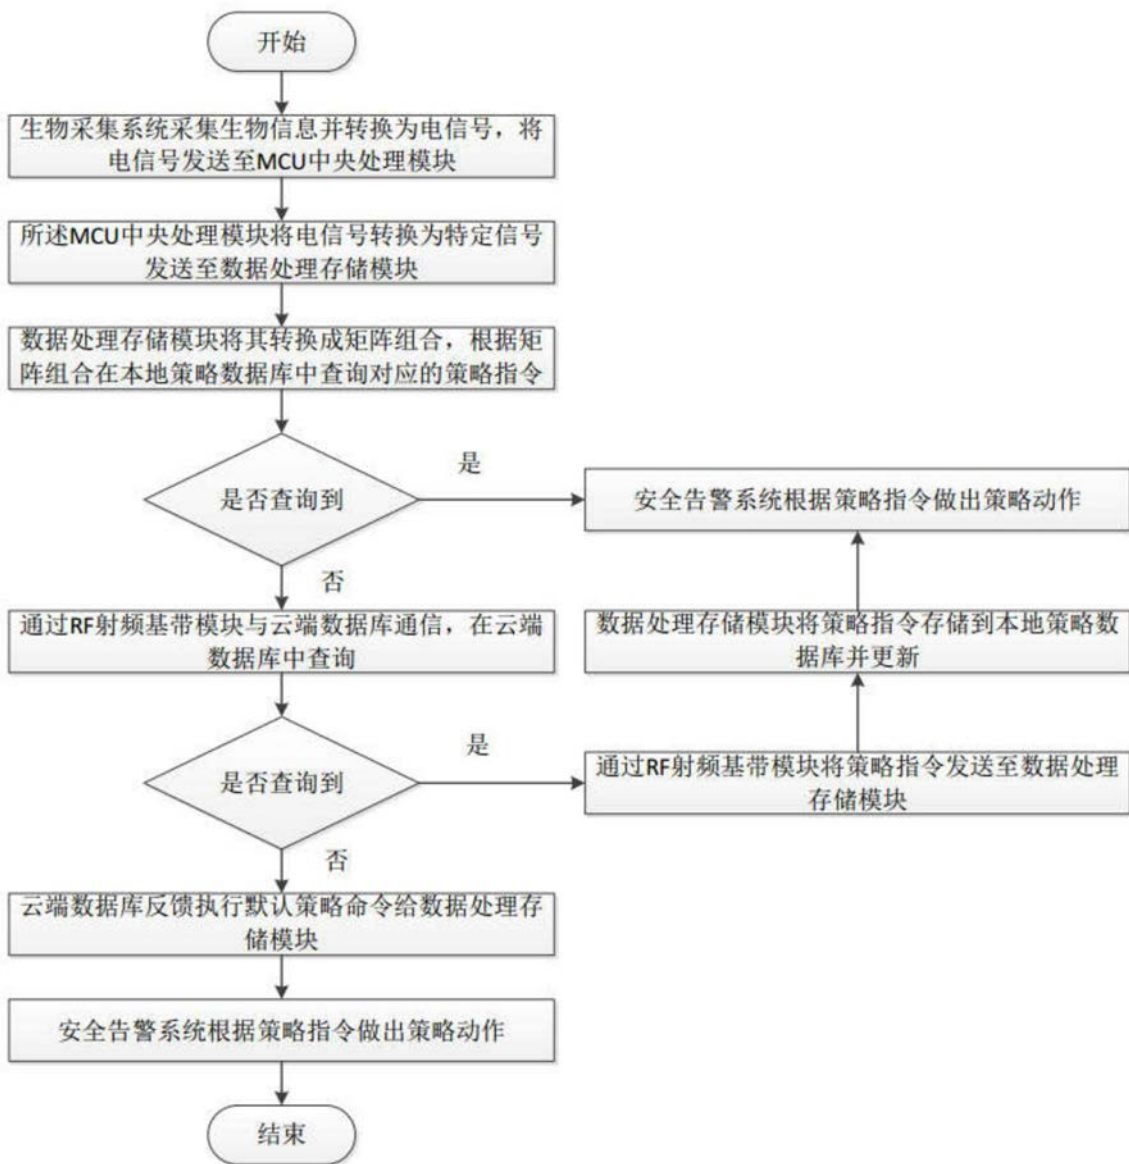 开始
生物采集系统采集生物信息并转换为电信号，将
电信号发送至MCU中央处理模块
所述MCU中央处理模块将电信号转换为特定信号
发送至数据处理存储模块
数据处理存储模块将其转换成矩阵组合，根据矩
阵组合在本地策略数据库中查询对应的策略指令
是否查询到
是
安全告警系统根据策略指令做出策略动作
否
通过RF射频基带模块与云端数据库通信，在云端
数据库中查询
数据处理存储模块将策略指令存储到本地策略数
据库并更新
是否查询到
是
通过RF射频基带模块将策略指令发送至数据处理
存储模块
否
云端数据库反馈执行默认策略命令给数据处理存
储模块
安全告警系统根据策略指令做出策略动作
结束